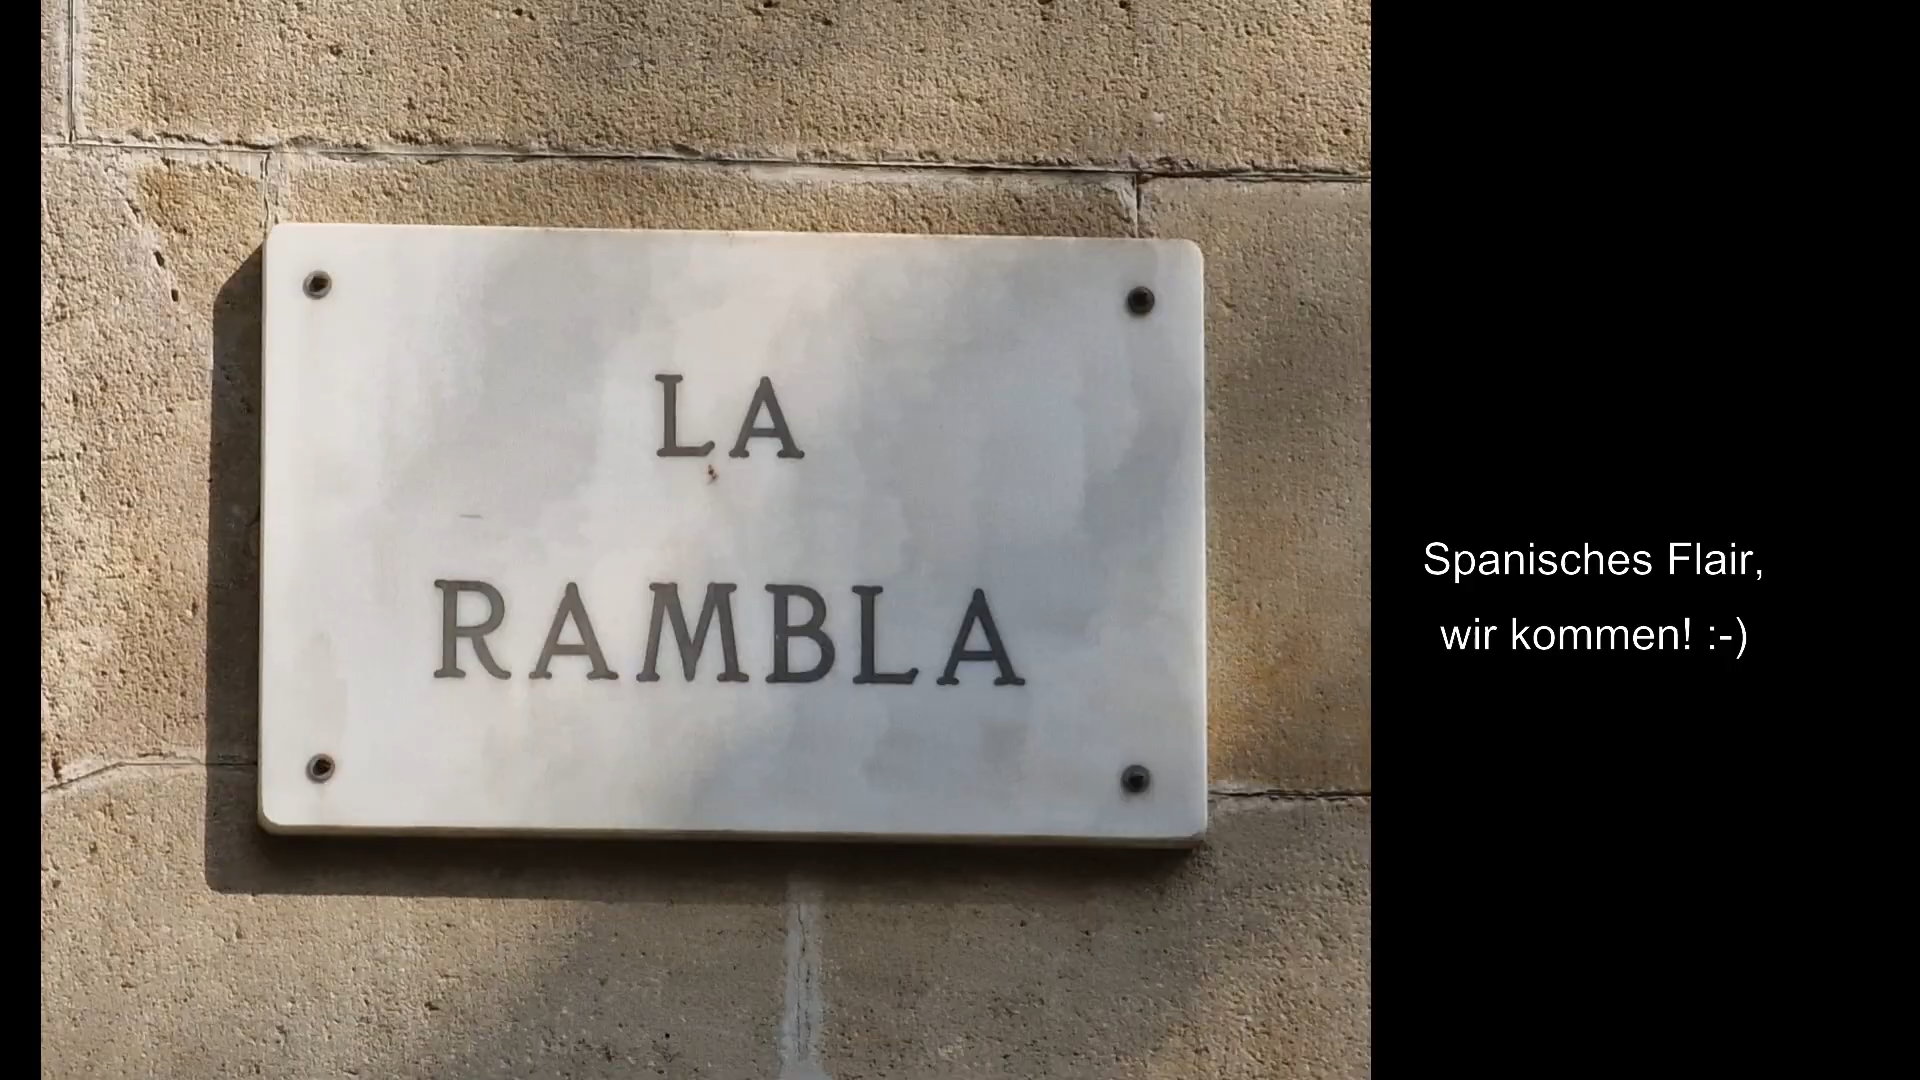 LA
RAMBLA
Spanisches Flair,
wir kommen! :-)